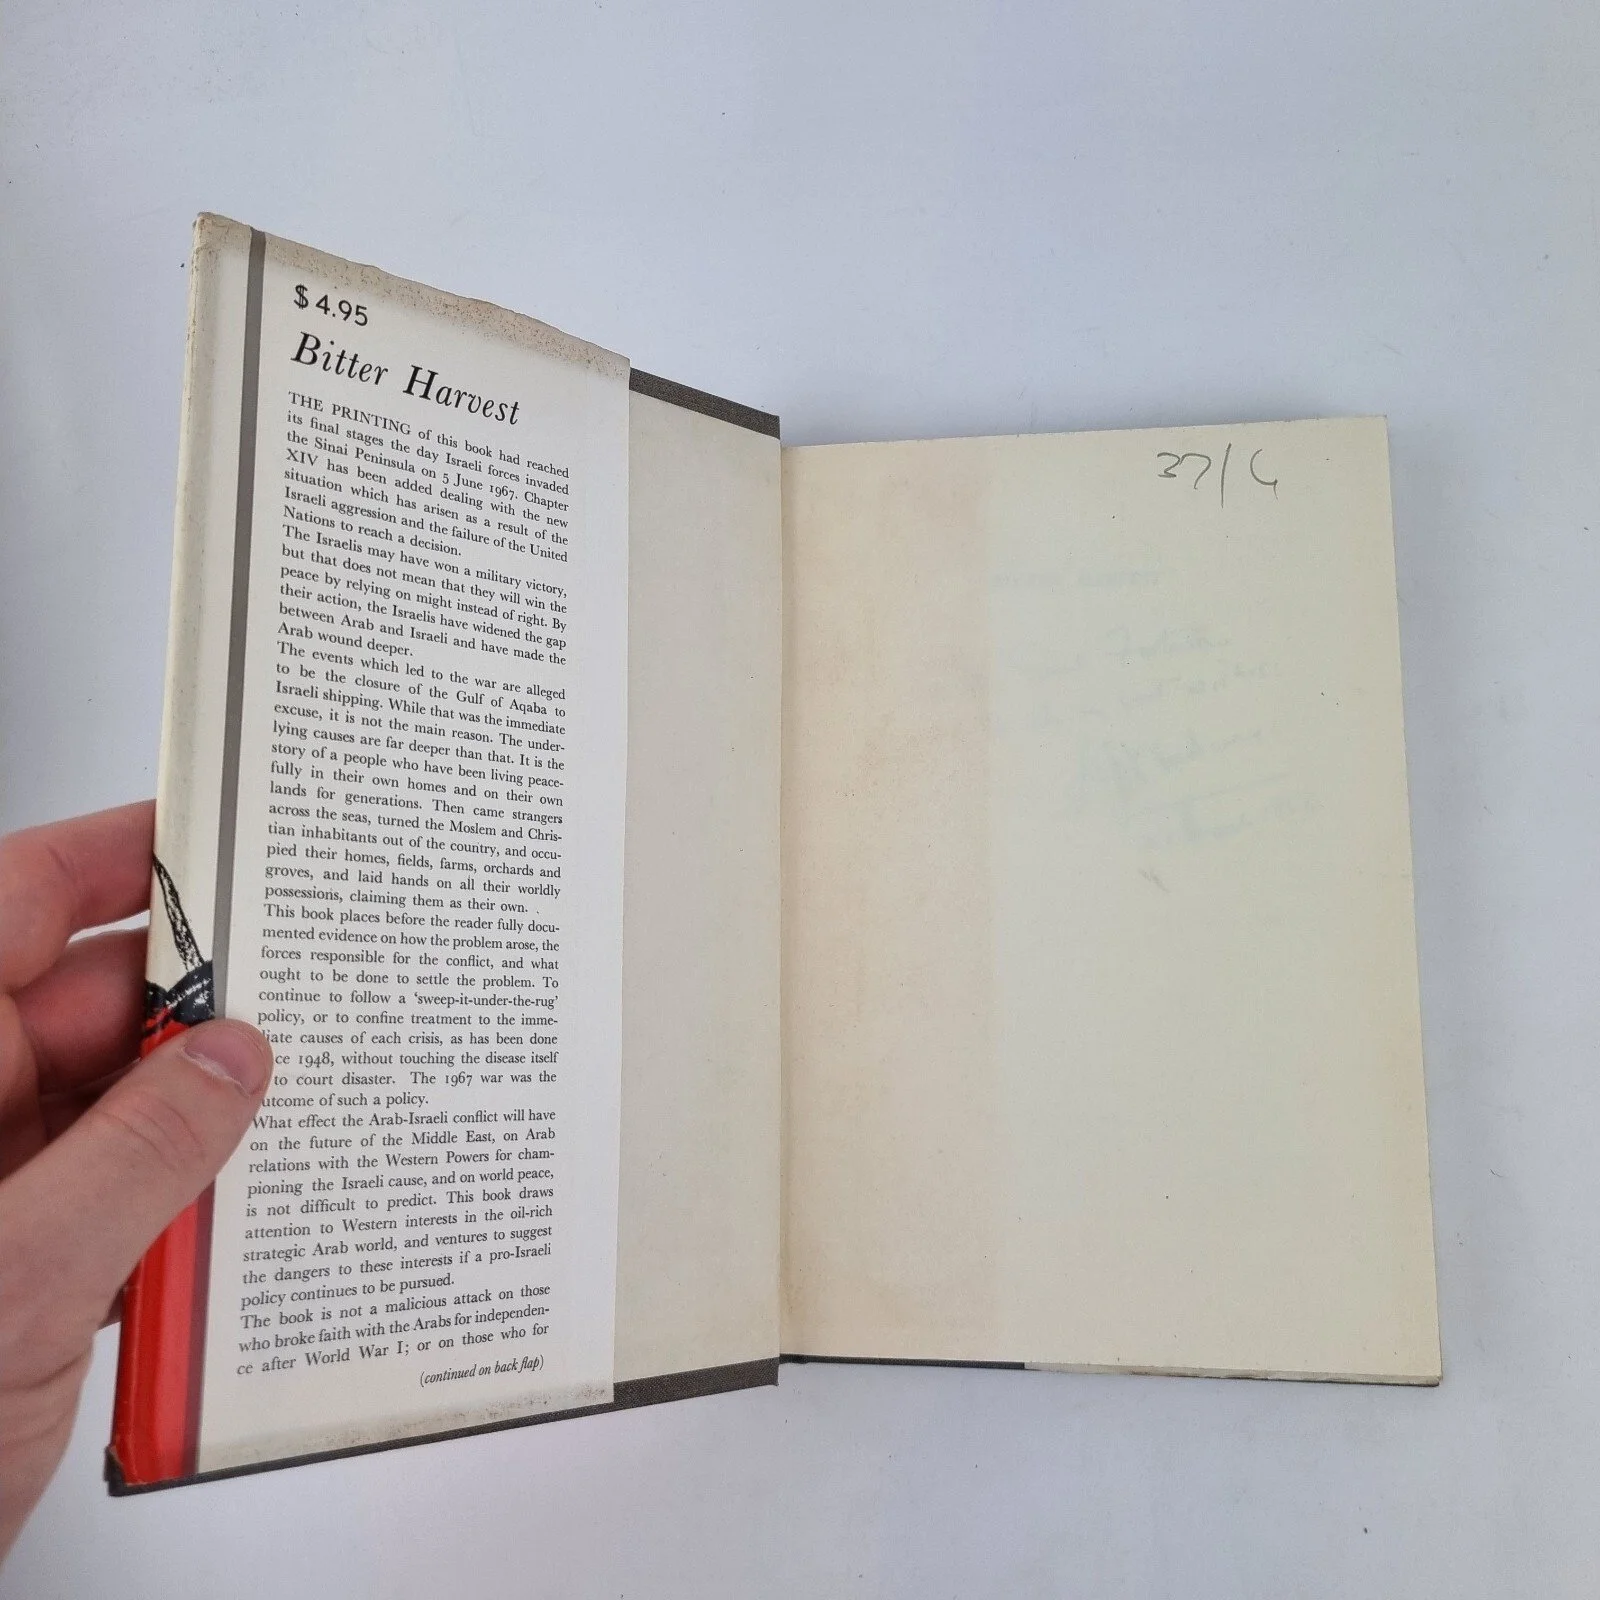 $4.95
Bitter Harvest
THE PRINTING of this book had reached
its final stages the day Israeli forces invaded
the Sinai Peninsula on 5 June 1967. Chapter
XIV has been added dealing with the new
situation which has arisen as a result of the
Israeli aggression and the failure of the United
Nations to reach a decision.
The Israelis may have won a military victory,
but that does not mean that they will win the
peace by relying on might instead of right. By
their action, the Israelis have widened the gap
between Arab and Israeli and have made the
Arab wound deeper.
The events which led to the war are alleged
to be the closure of the Gulf of Aqaba to
Israeli shipping. While that was the immediate
excuse, it is not the main reason. The under-
lying causes are far deeper than that. It is the
story of a people who have been living peace-
fully in their own homes and on their own
lands for generations. Then came strangers
across the seas, turned the Moslem and Chris-
tian inhabitants out of the country, and occu-
pied their homes, fields, farms, orchards and
groves, and laid hands on all their worldly
possessions, claiming them as their own.
This book places before the reader fully docu-
mented evidence on how the problem arose, the
forces responsible for the conflict, and what
ought to be done to settle the problem. To
continue to follow a 'sweep-it-under-the-rug'
policy, or to confine treatment to the imme-
diate causes of each crisis, as has been done
ce 1948, without touching the disease itself
to court disaster. The 1967 war was the
utcome of such a policy.
What effect the Arab-Israeli conflict will have
on the future of the Middle East, on Arab
relations with the Western Powers for cham-
pioning the Israeli cause, and on world peace,
is not difficult to predict. This book draws
attention to Western interests in the oil-rich
strategic Arab world, and ventures to suggest
the dangers to these interests if a pro-Israeli
policy continues to be pursued.
The book is not a malicious attack on those
who broke faith with the Arabs for independen-
ce after World War I; or on those who for
(continued on back flap)